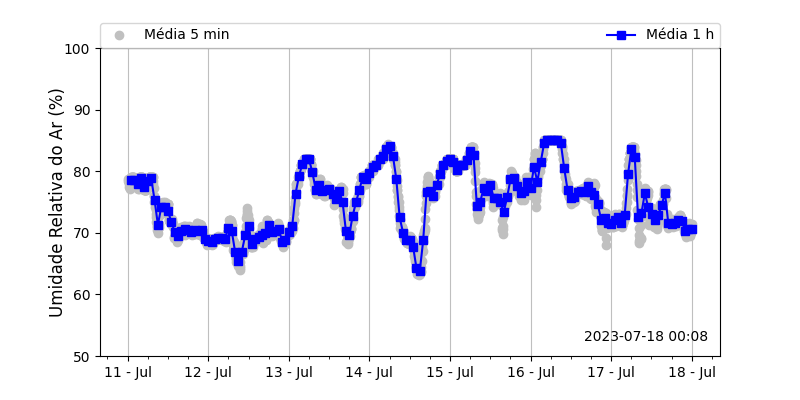 Média 5 min
Média 1 h
Umidade Relativa do Ar (%)
100
90
80
70
60
50
2023-07-18 00:08
11 - Jul
12 - Jul
13 - Jul
14 - Jul
15 - Jul
16 - Jul
17 - Jul
18 - Jul